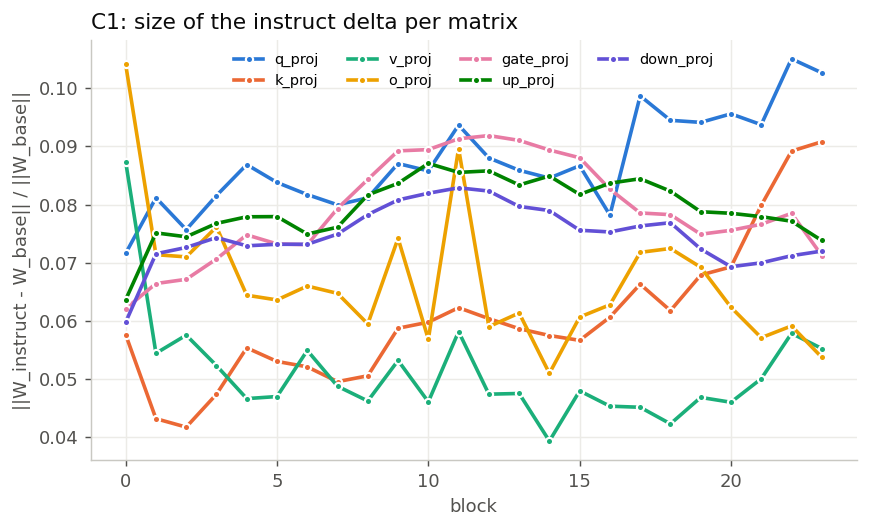 C1: size of the instruct delta per matrix
q_proj v_proj gate_proj down_proj
k_proj o_proj up_proj
||W_instruct - W_base|| / ||W_base||
0.10
0.09
0.08
0.07
0.06
0.05
0.04
0 5 10 15 20
block